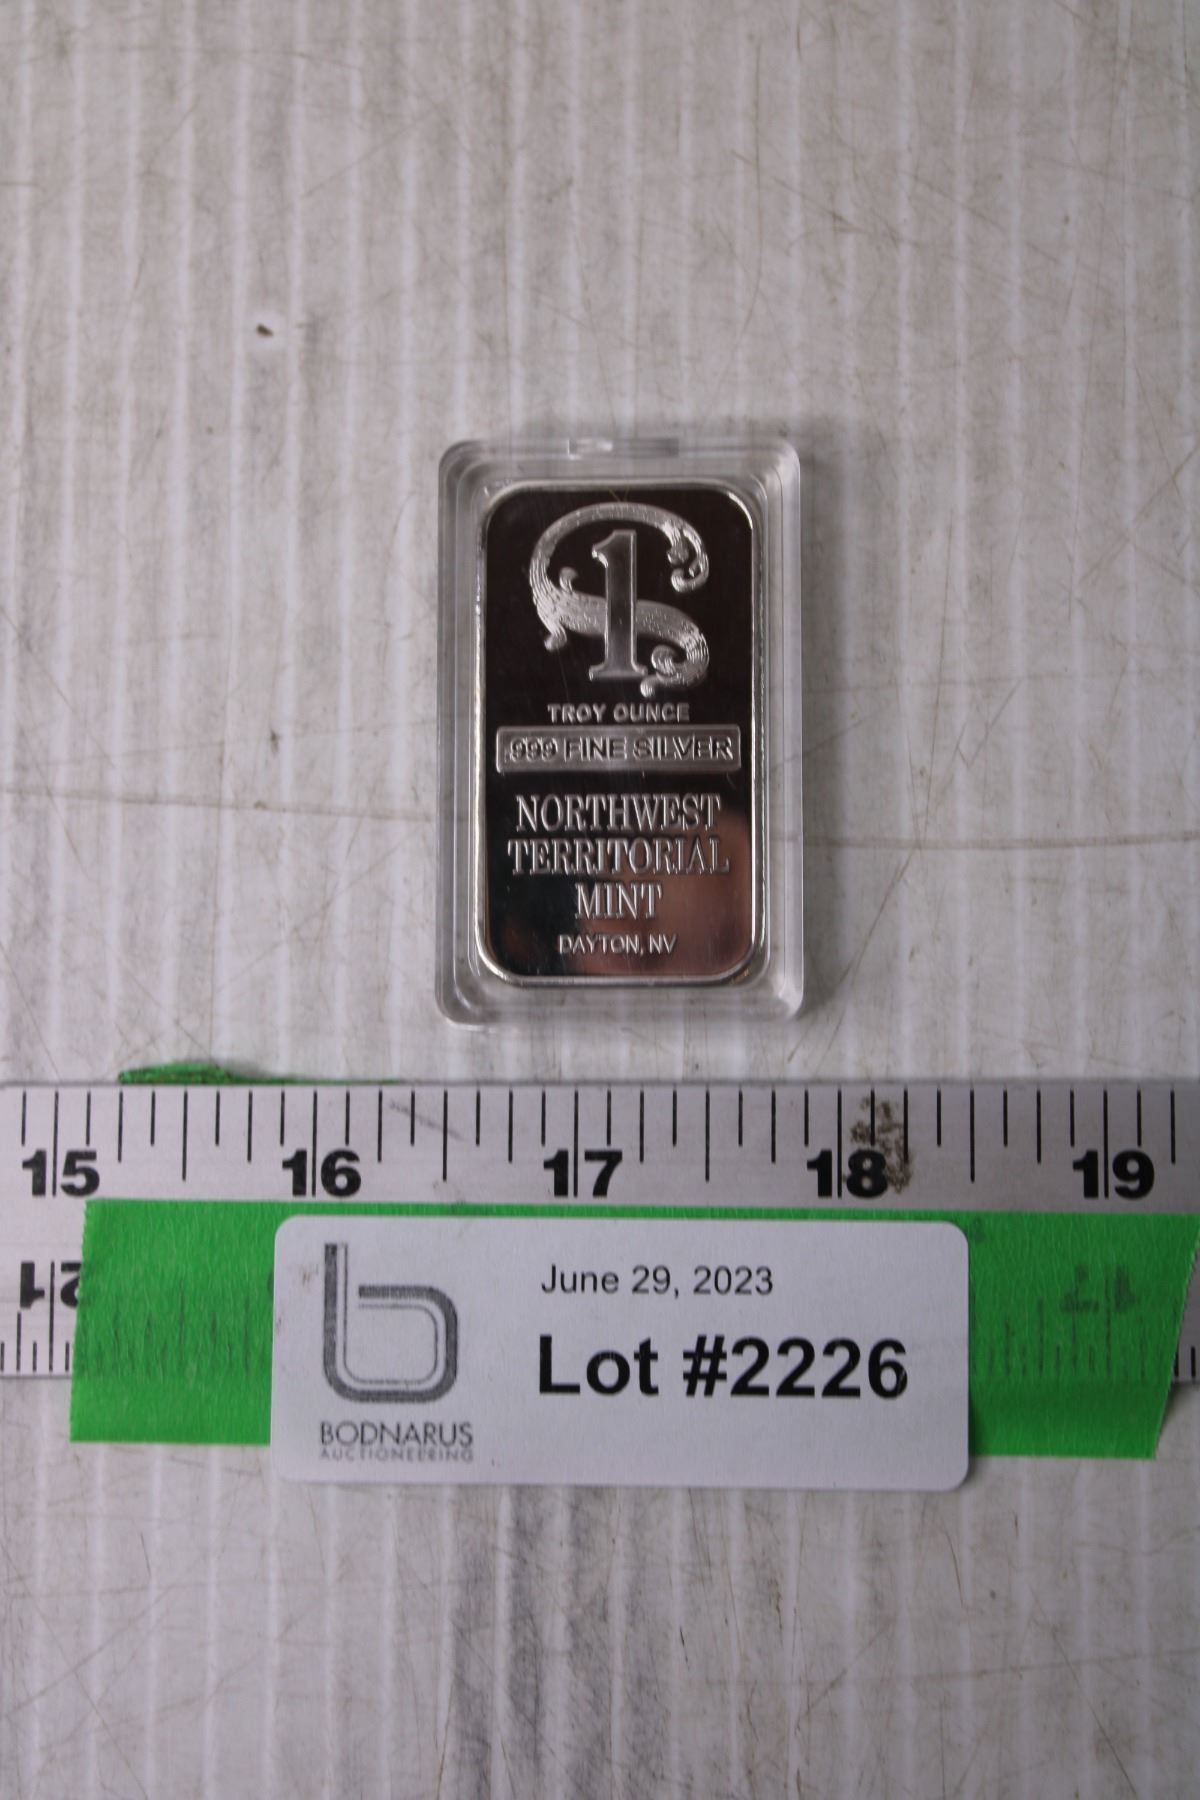 1
TROY OUNCE
.999 FINE SILVER
NORTHWEST
TERRITORIAL
MINT
DAYTON, NV
15 16 17 18 19
June 29, 2023
Lot #2226
BODNARUS
AUCTIONEERING